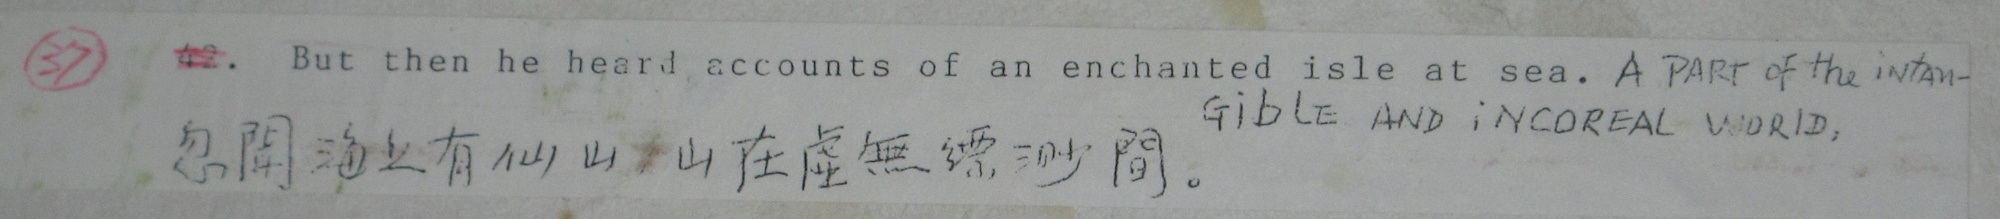 37 42. But then he heard accounts of an enchanted isle at sea. A PART OF the iNTAN-
GiBLE AND iNCOREAL WORLD;
忽聞海上有仙山,山在虛無縹渺間。